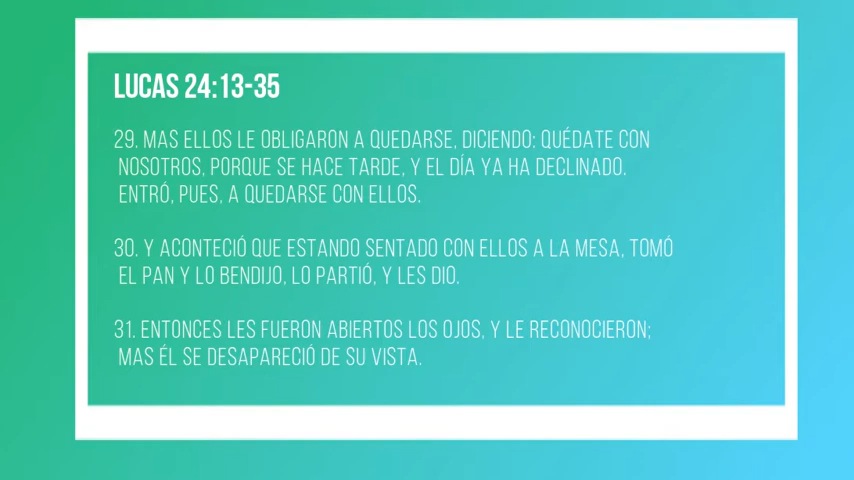 LUCAS 24:13-35
29. MAS ELLOS LE OBLIGARON A QUEDARSE, DICIENDO: QUÉDATE CON
NOSOTROS, PORQUE SE HACE TARDE, Y EL DÍA YA HA DECLINADO.
ENTRÓ, PUES, A QUEDARSE CON ELLOS.
30. Y ACONTECIÓ QUE ESTANDO SENTADO CON ELLOS A LA MESA, TOMÓ
EL PAN Y LO BENDIJO, LO PARTIÓ, Y LES DIO.
31. ENTONCES LES FUERON ABIERTOS LOS OJOS, Y LE RECONOCIERON;
MAS ÉL SE DESAPARECIÓ DE SU VISTA.